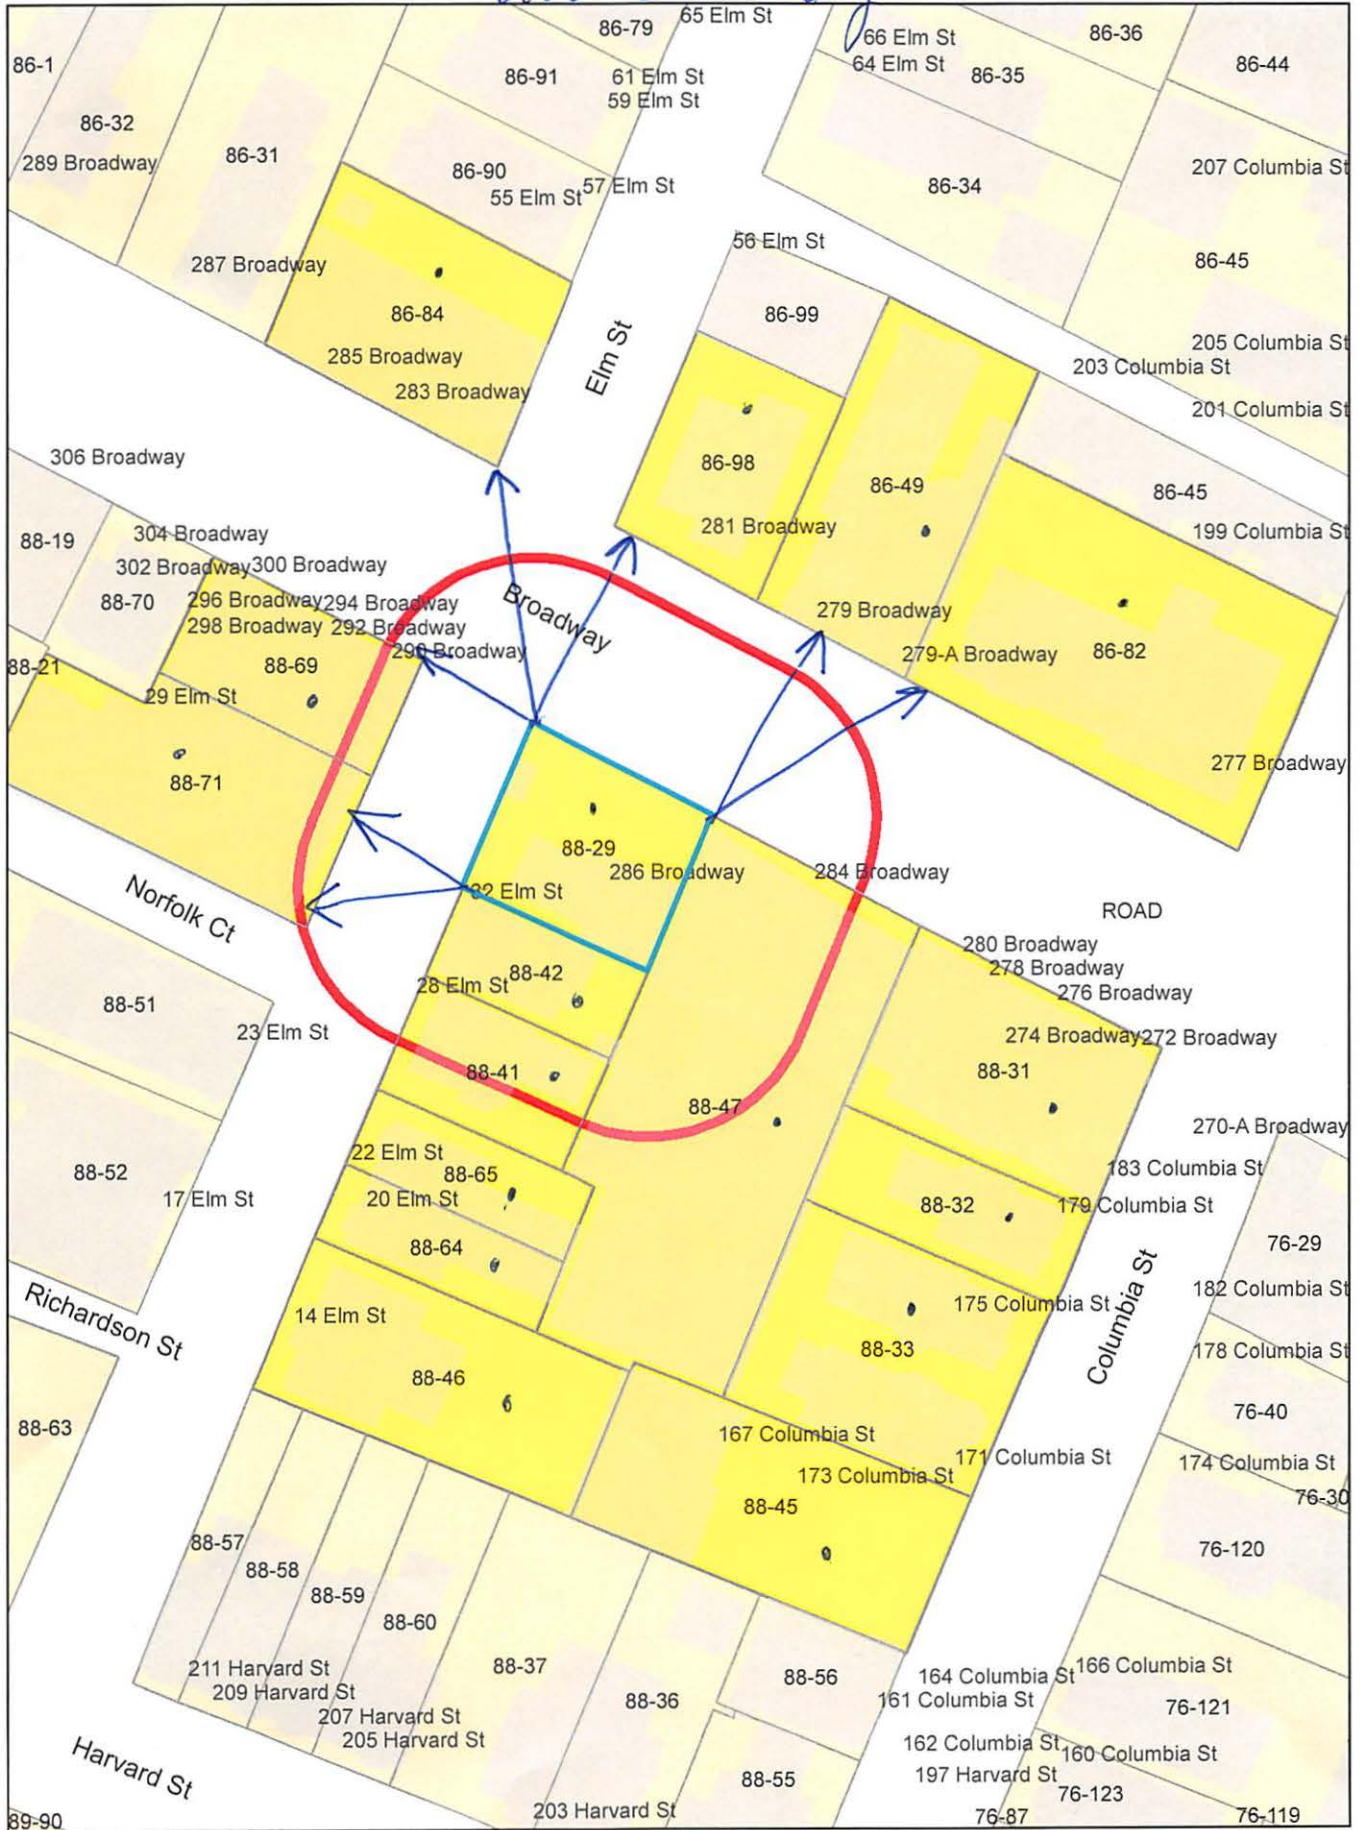 65 Elm St
86-79
66 Elm St
86-36
64 Elm St
86-1
86-91
61 Elm St
86-35
86-44
59 Elm St
86-32
289 Broadway
86-31
86-90
57 Elm St
55 Elm St
86-34
207 Columbia St
56 Elm St
287 Broadway
86-45
86-84
86-99
285 Broadway
Elm St
205 Columbia St
203 Columbia St
283 Broadway
201 Columbia St
306 Broadway
86-98
86-49
86-45
281 Broadway
199 Columbia St
88-19
304 Broadway
302 Broadway
300 Broadway
88-70
296 Broadway
294 Broadway
Broadway
279 Broadway
298 Broadway
292 Broadway
290 Broadway
279-A Broadway
86-82
88-21
88-69
29 Elm St
88-71
277 Broadway
88-29
286 Broadway
284 Broadway
32 Elm St
Norfolk Ct
ROAD
280 Broadway
278 Broadway
276 Broadway
88-42
28 Elm St
88-51
23 Elm St
274 Broadway
272 Broadway
88-41
88-31
88-47
270-A Broadway
22 Elm St
88-65
183 Columbia St
88-52
17 Elm St
20 Elm St
88-32
179 Columbia St
88-64
76-29
Columbia St
182 Columbia St
175 Columbia St
Richardson St
14 Elm St
88-33
178 Columbia St
88-46
76-40
88-63
167 Columbia St
171 Columbia St
174 Columbia St
173 Columbia St
76-30
88-45
88-57
76-120
88-58
88-59
88-60
211 Harvard St
88-37
88-56
164 Columbia St
166 Columbia St
209 Harvard St
88-36
161 Columbia St
76-121
207 Harvard St
205 Harvard St
162 Columbia St
160 Columbia St
Harvard St
88-55
197 Harvard St
76-123
203 Harvard St
76-87
76-119
89-90